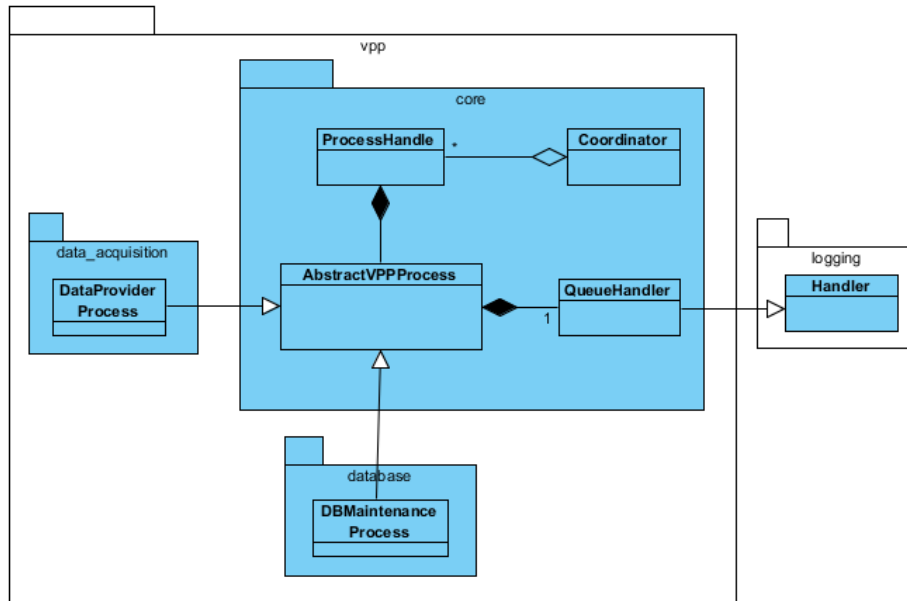 vpp
core
ProcessHandle
*
Coordinator
data_acquisition
DataProvider
Process
AbstractVPPProcess
QueueHandler
1
logging
Handler
database
DBMaintenance
Process